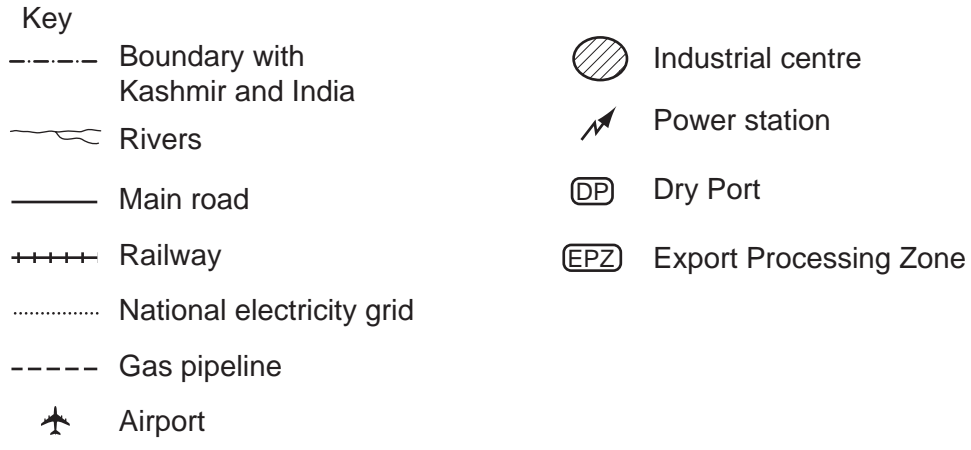 Key
Boundary with
Kashmir and India
Rivers
Main road
Railway
National electricity grid
Gas pipeline
Airport
Industrial centre
Power station
DP Dry Port
EPZ Export Processing Zone